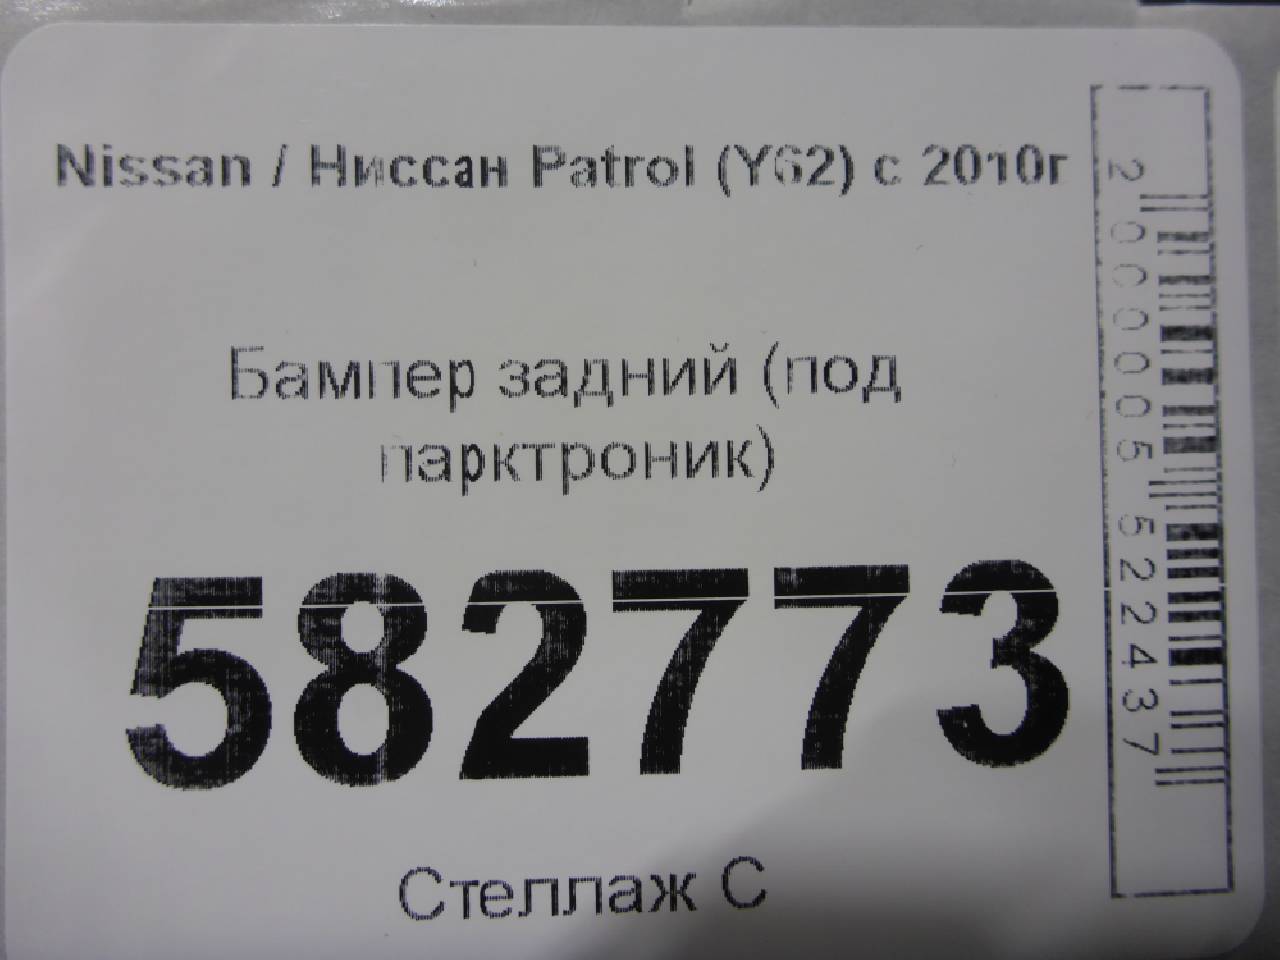 Nissan / Ниссан Patrol (Y62) с 2010г
Бампер задний (под
парктроник)
582773
Стеллаж С
2000005522437